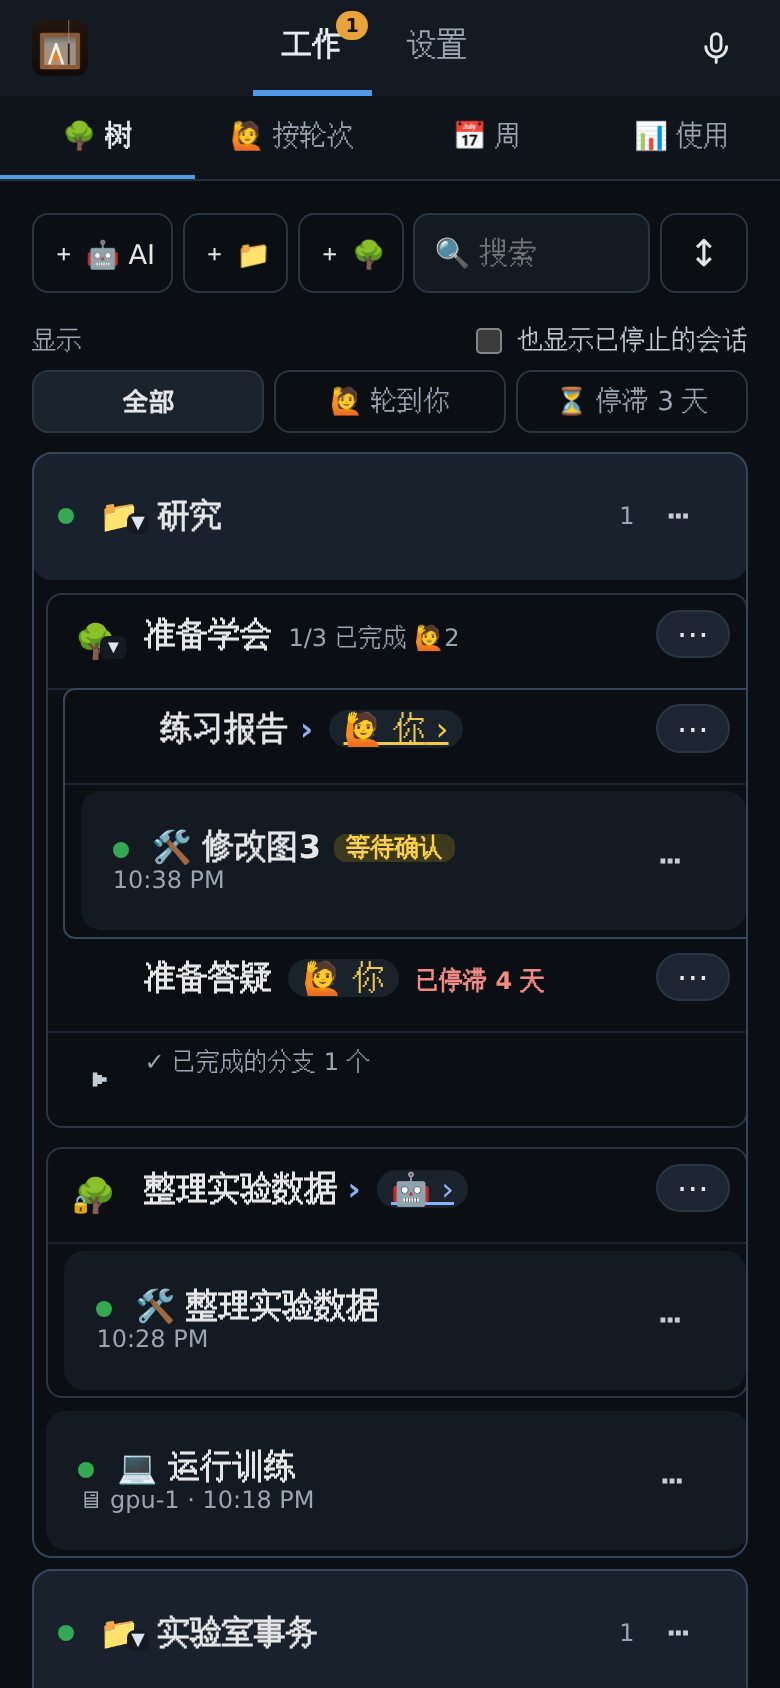 工作 1 设置
树 按轮次 周 使用
+ AI + + 搜索
显示 也显示已停止的会话
全部 轮到你 停滞 3 天
研究 1 ...
准备学会 1/3 已完成 2 ...
练习报告 › 你 › ...
修改图3 等待确认 ...
10:38 PM
准备答疑 你 已停滞 4 天 ...
✓ 已完成的分支 1 个
整理实验数据 › › ...
整理实验数据 ...
10:28 PM
运行训练 ...
gpu-1 · 10:18 PM
实验室事务 1 ...